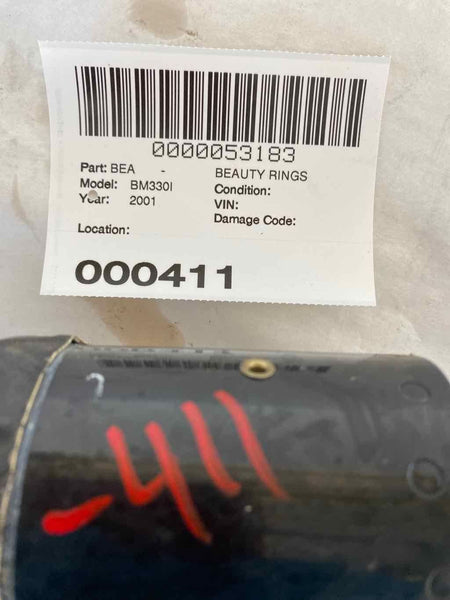 0000053183
Part: BEA - BEAUTY RINGS
Model: BM330I Condition:
Year: 2001 VIN:
Damage Code:
Location:
000411
-411